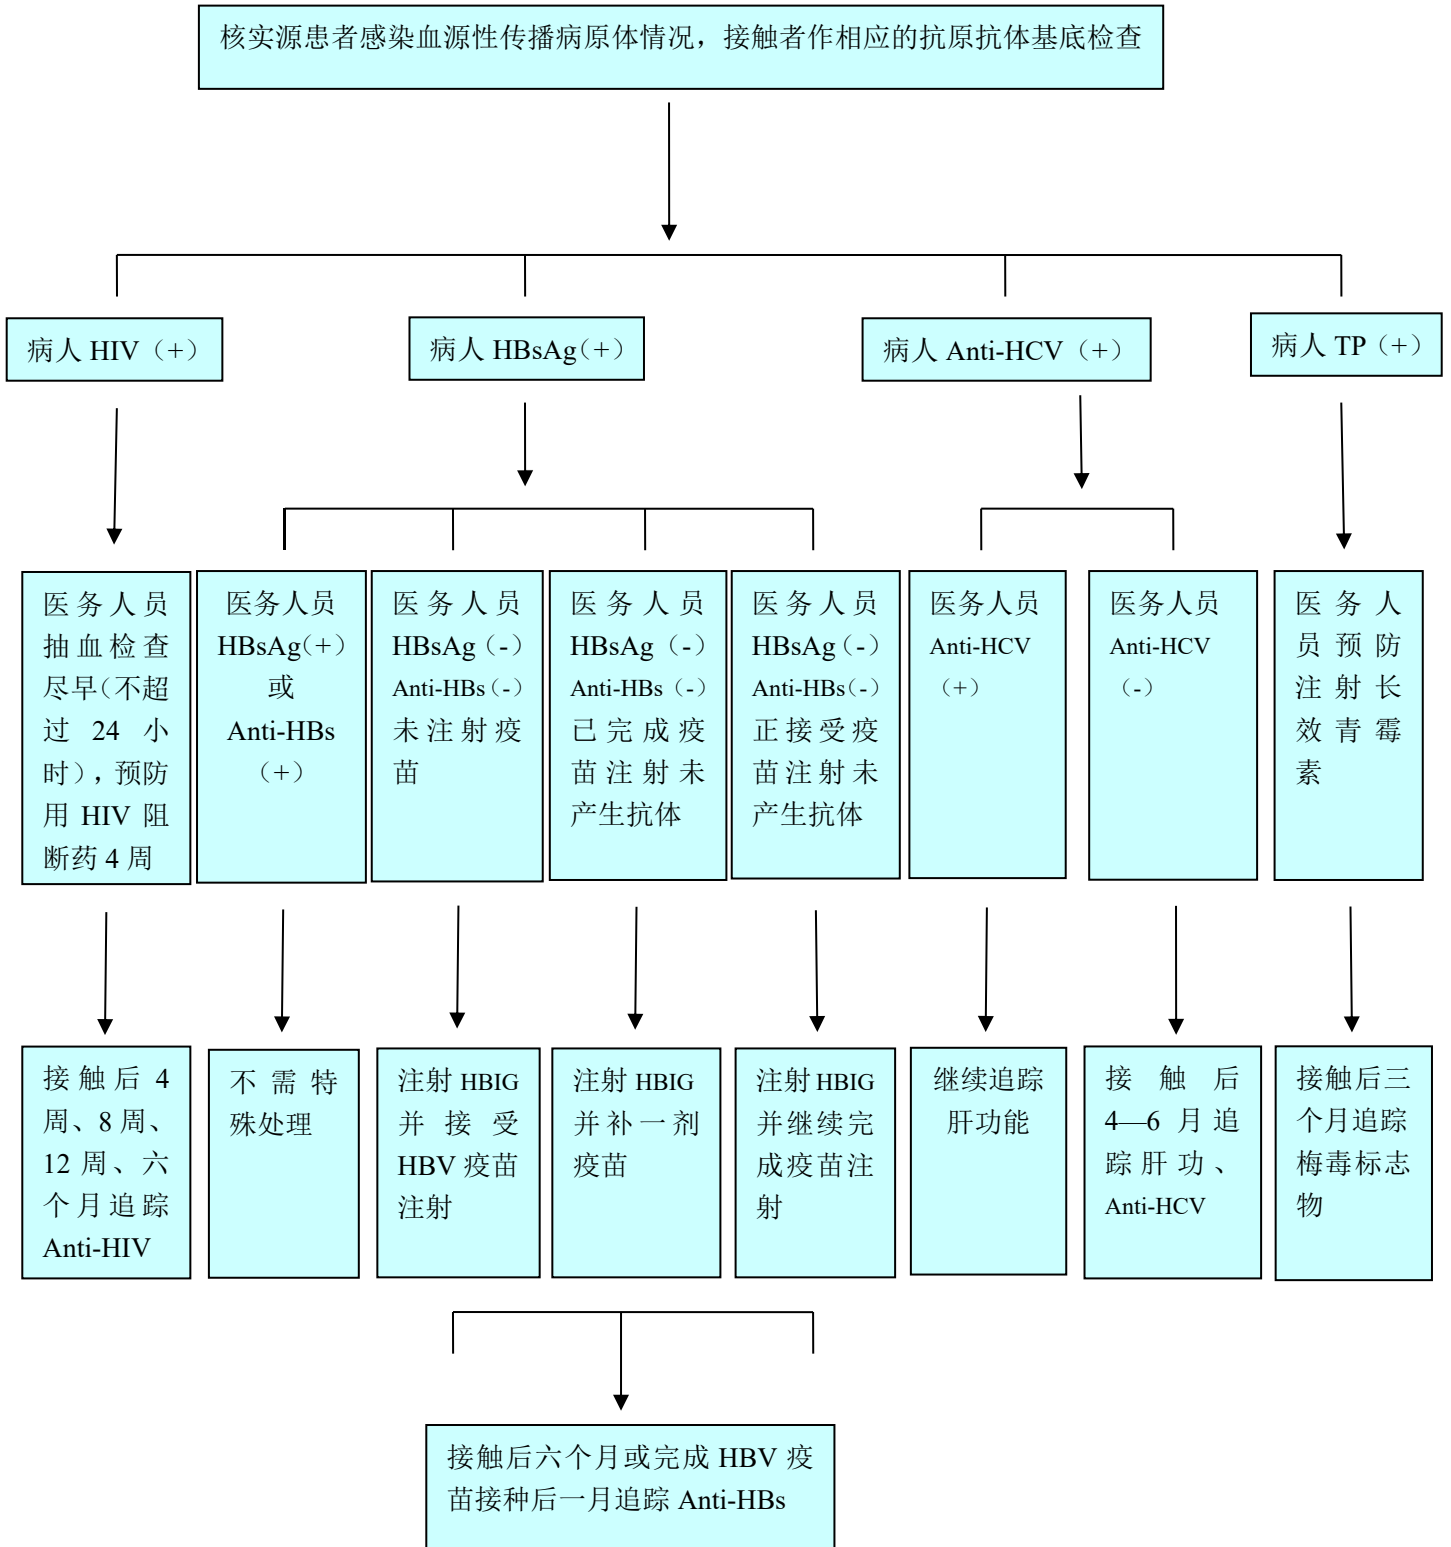 核实源患者感染血源性传播病原体情况，接触者作相应的抗原抗体基底检查
病人 HIV（+）
病人 HBsAg（+）
病人 Anti-HCV（+）
病人 TP（+）
医务人员
抽血检查
尽早（不超
过 24 小
时），预防
用 HIV 阻
断药 4 周
医务人员
HBsAg（+）
或
Anti-HBs
（+）
医务人员
HBsAg（-）
Anti-HBs（-）
未注射疫
苗
医务人员
HBsAg（-）
Anti-HBs（-）
已完成疫
苗注射未
产生抗体
医务人员
HBsAg（-）
Anti-HBs（-）
正接受疫
苗注射未
产生抗体
医务人员
Anti-HCV
（+）
医务人员
Anti-HCV
（-）
医务人
员预防
注射长
效青霉
素
接触后 4
周、8 周、
12 周、六
个月追踪
Anti-HIV
不需特
殊处理
注射 HBIG
并接受
HBV 疫苗
注射
注射 HBIG
并补一剂
疫苗
注射 HBIG
并继续完
成疫苗注
射
继续追踪
肝功能
接触后
4—6 月追
踪肝功、
Anti-HCV
接触后三
个月追踪
梅毒标志
物
接触后六个月或完成 HBV 疫
苗接种后一月追踪 Anti-HBs